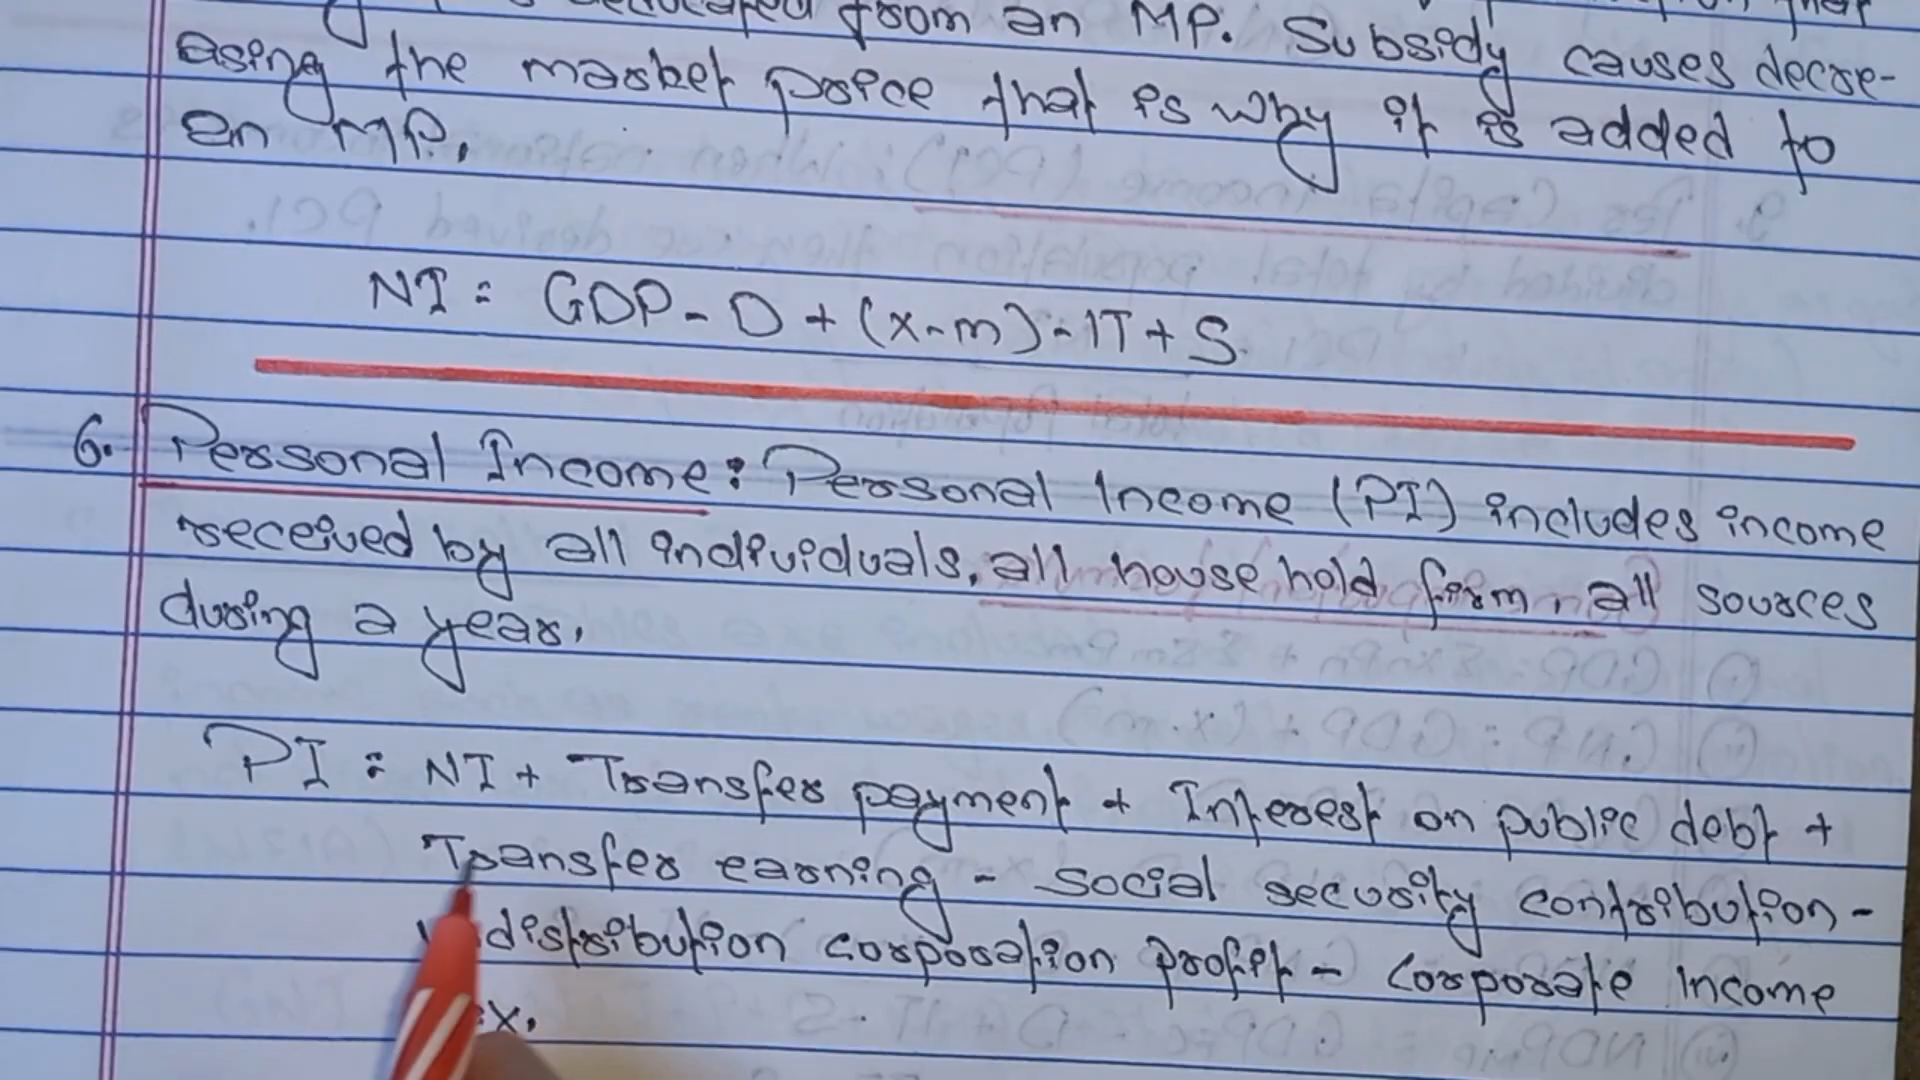 from an MP. Subsidy causes decre-
asing the market price that is why it is added to
an MP.
NI = GDP - D + (x-m) - IT + S.
6. Personal Income: Personal Income (PI) includes income
received by all individuals, all house hold firm, all sources
during a year.
PI = NI + Transfer payment + Interest on public debt +
Transfer earning - social security contribution -
distribution corporation profit - corporate income